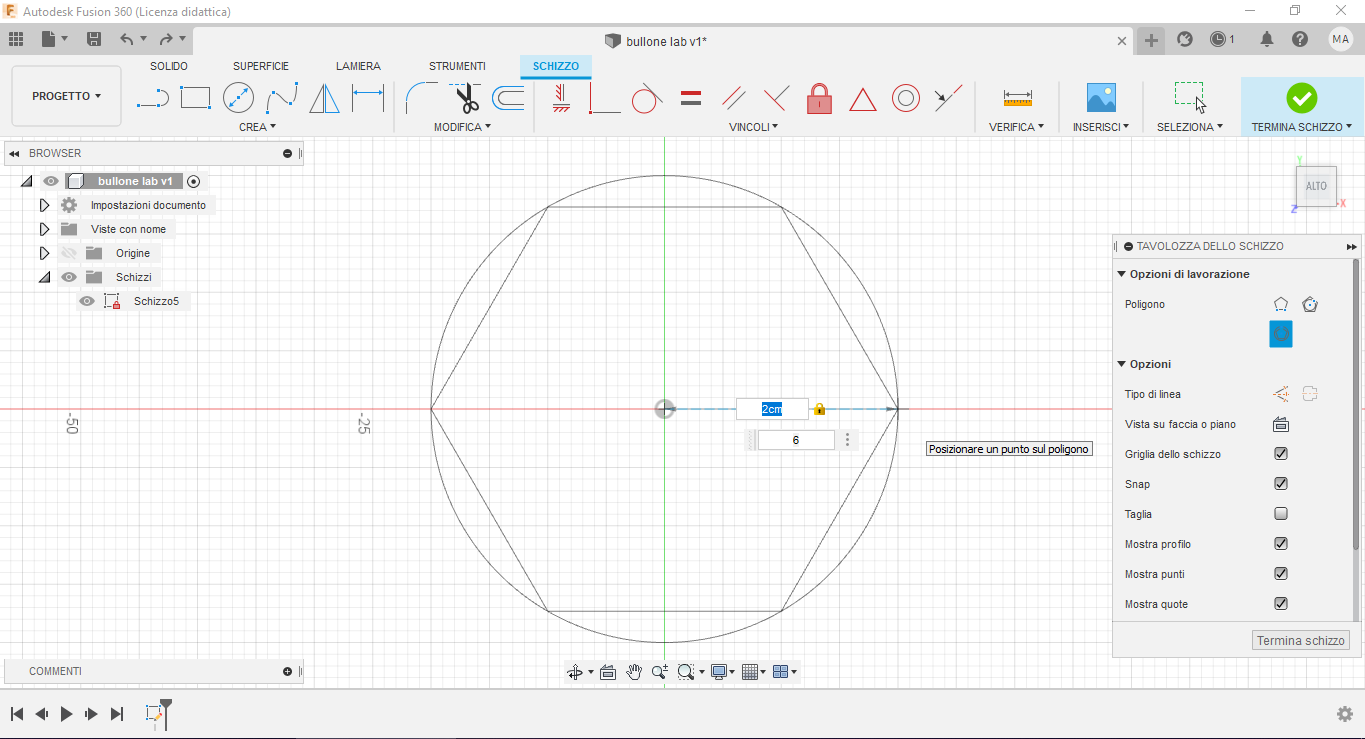 Autodesk Fusion 360 (Licenza didattica)
bullone lab v1*
1
MA
PROGETTO
SOLIDO
SUPERFICIE
LAMIERA
STRUMENTI
SCHIZZO
CREA
MODIFICA
VINCOLI
VERIFICA
INSERISCI
SELEZIONA
TERMINA SCHIZZO
BROWSER
bullone lab v1
Impostazioni documento
Viste con nome
Origine
Schizzi
Schizzo5
Y
ALTO
X
Z
-50
-25
2cm
6
Posizionare un punto sul poligono
TAVOLOZZA DELLO SCHIZZO
Opzioni di lavorazione
Poligono
Opzioni
Tipo di linea
Vista su faccia o piano
Griglia dello schizzo
Snap
Taglia
Mostra profilo
Mostra punti
Mostra quote
Termina schizzo
COMMENTI